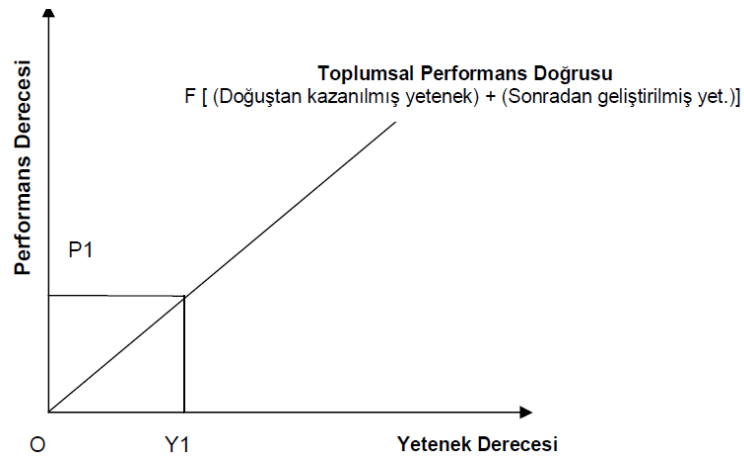 Toplumsal Performans Doğrusu
F [ (Doğuştan kazanılmış yetenek) + (Sonradan geliştirilmiş yet.)]
Performans Derecesi
P1
O
Y1
Yetenek Derecesi